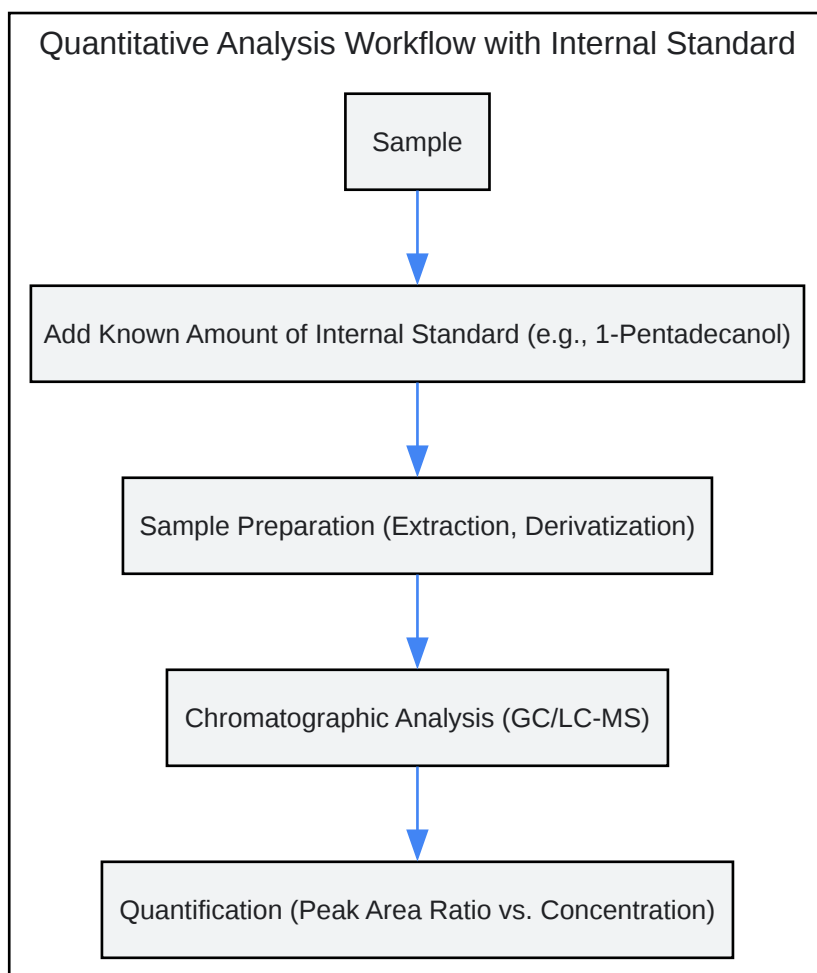 Quantitative Analysis Workflow with Internal Standard
Sample
Add Known Amount of Internal Standard (e.g., 1-Pentadecanol)
Sample Preparation (Extraction, Derivatization)
Chromatographic Analysis (GC/LC-MS)
Quantification (Peak Area Ratio vs. Concentration)